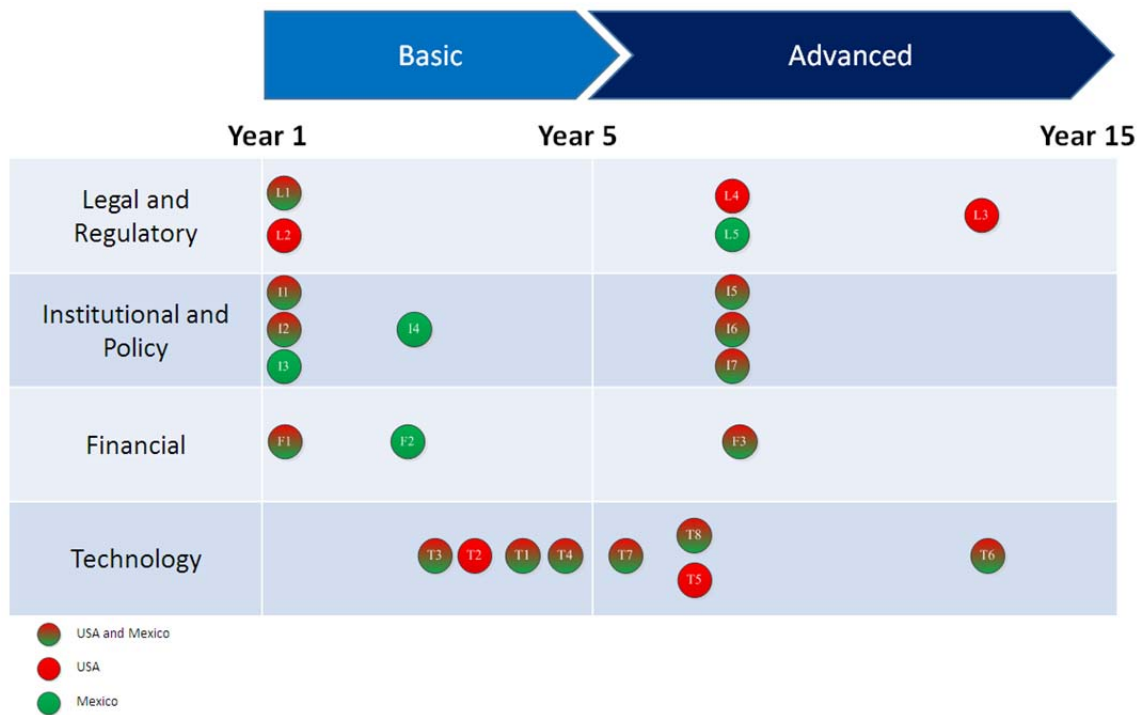 Basic
Advanced
Year 1
Year 5
Year 15
Legal and
Regulatory
L1
L2
L4
L5
L3
Institutional and
Policy
I1
I2
I3
I4
I5
I6
I7
Financial
F1
F2
F3
Technology
T3
T2
T1
T4
T7
T8
T5
T6
USA and Mexico
USA
Mexico